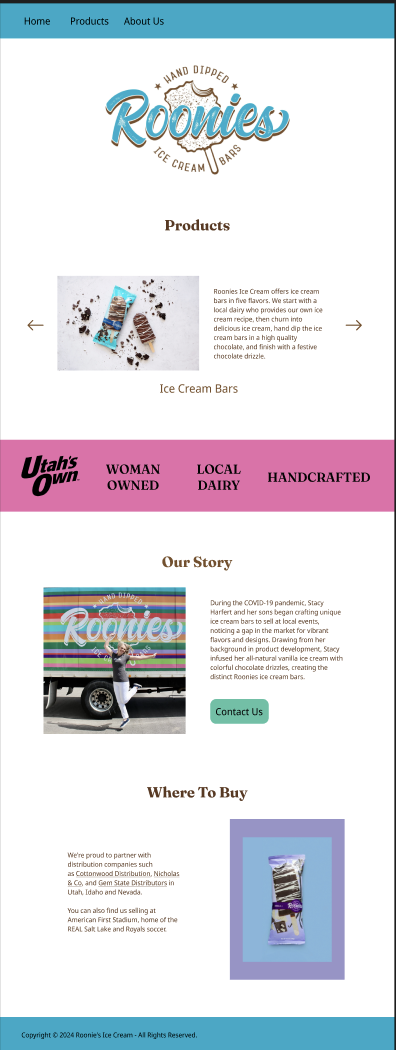 Home Products About Us
HAND DIPPED
Roonies
ICE CREAM BARS
Products
Roonies Ice Cream offers ice cream
bars in five flavors. We start with a
local dairy who provides our own ice
cream recipe, then churn into
delicious ice cream, hand dip the ice
cream bars in a high quality
chocolate, and finish with a festive
chocolate drizzle.
Ice Cream Bars
Utah's
Own
WOMAN
OWNED
LOCAL
DAIRY
HANDCRAFTED
Our Story
HAND DIPPED
Roonies
During the COVID-19 pandemic, Stacy
Harfert and her sons began crafting unique
ice cream bars to sell at local events,
noticing a gap in the market for vibrant
flavors and designs. Drawing from her
background in product development, Stacy
infused her all-natural vanilla ice cream with
colorful chocolate drizzles, creating the
distinct Roonies ice cream bars.
Contact Us
Where To Buy
We're proud to partner with
distribution companies such
as Cottonwood Distribution, Nicholas
& Co, and Gem State Distributors in
Utah, Idaho and Nevada.
You can also find us selling at
American First Stadium, home of the
REAL Salt Lake and Royals soccer.
Copyright © 2024 Roonie's Ice Cream - All Rights Reserved.